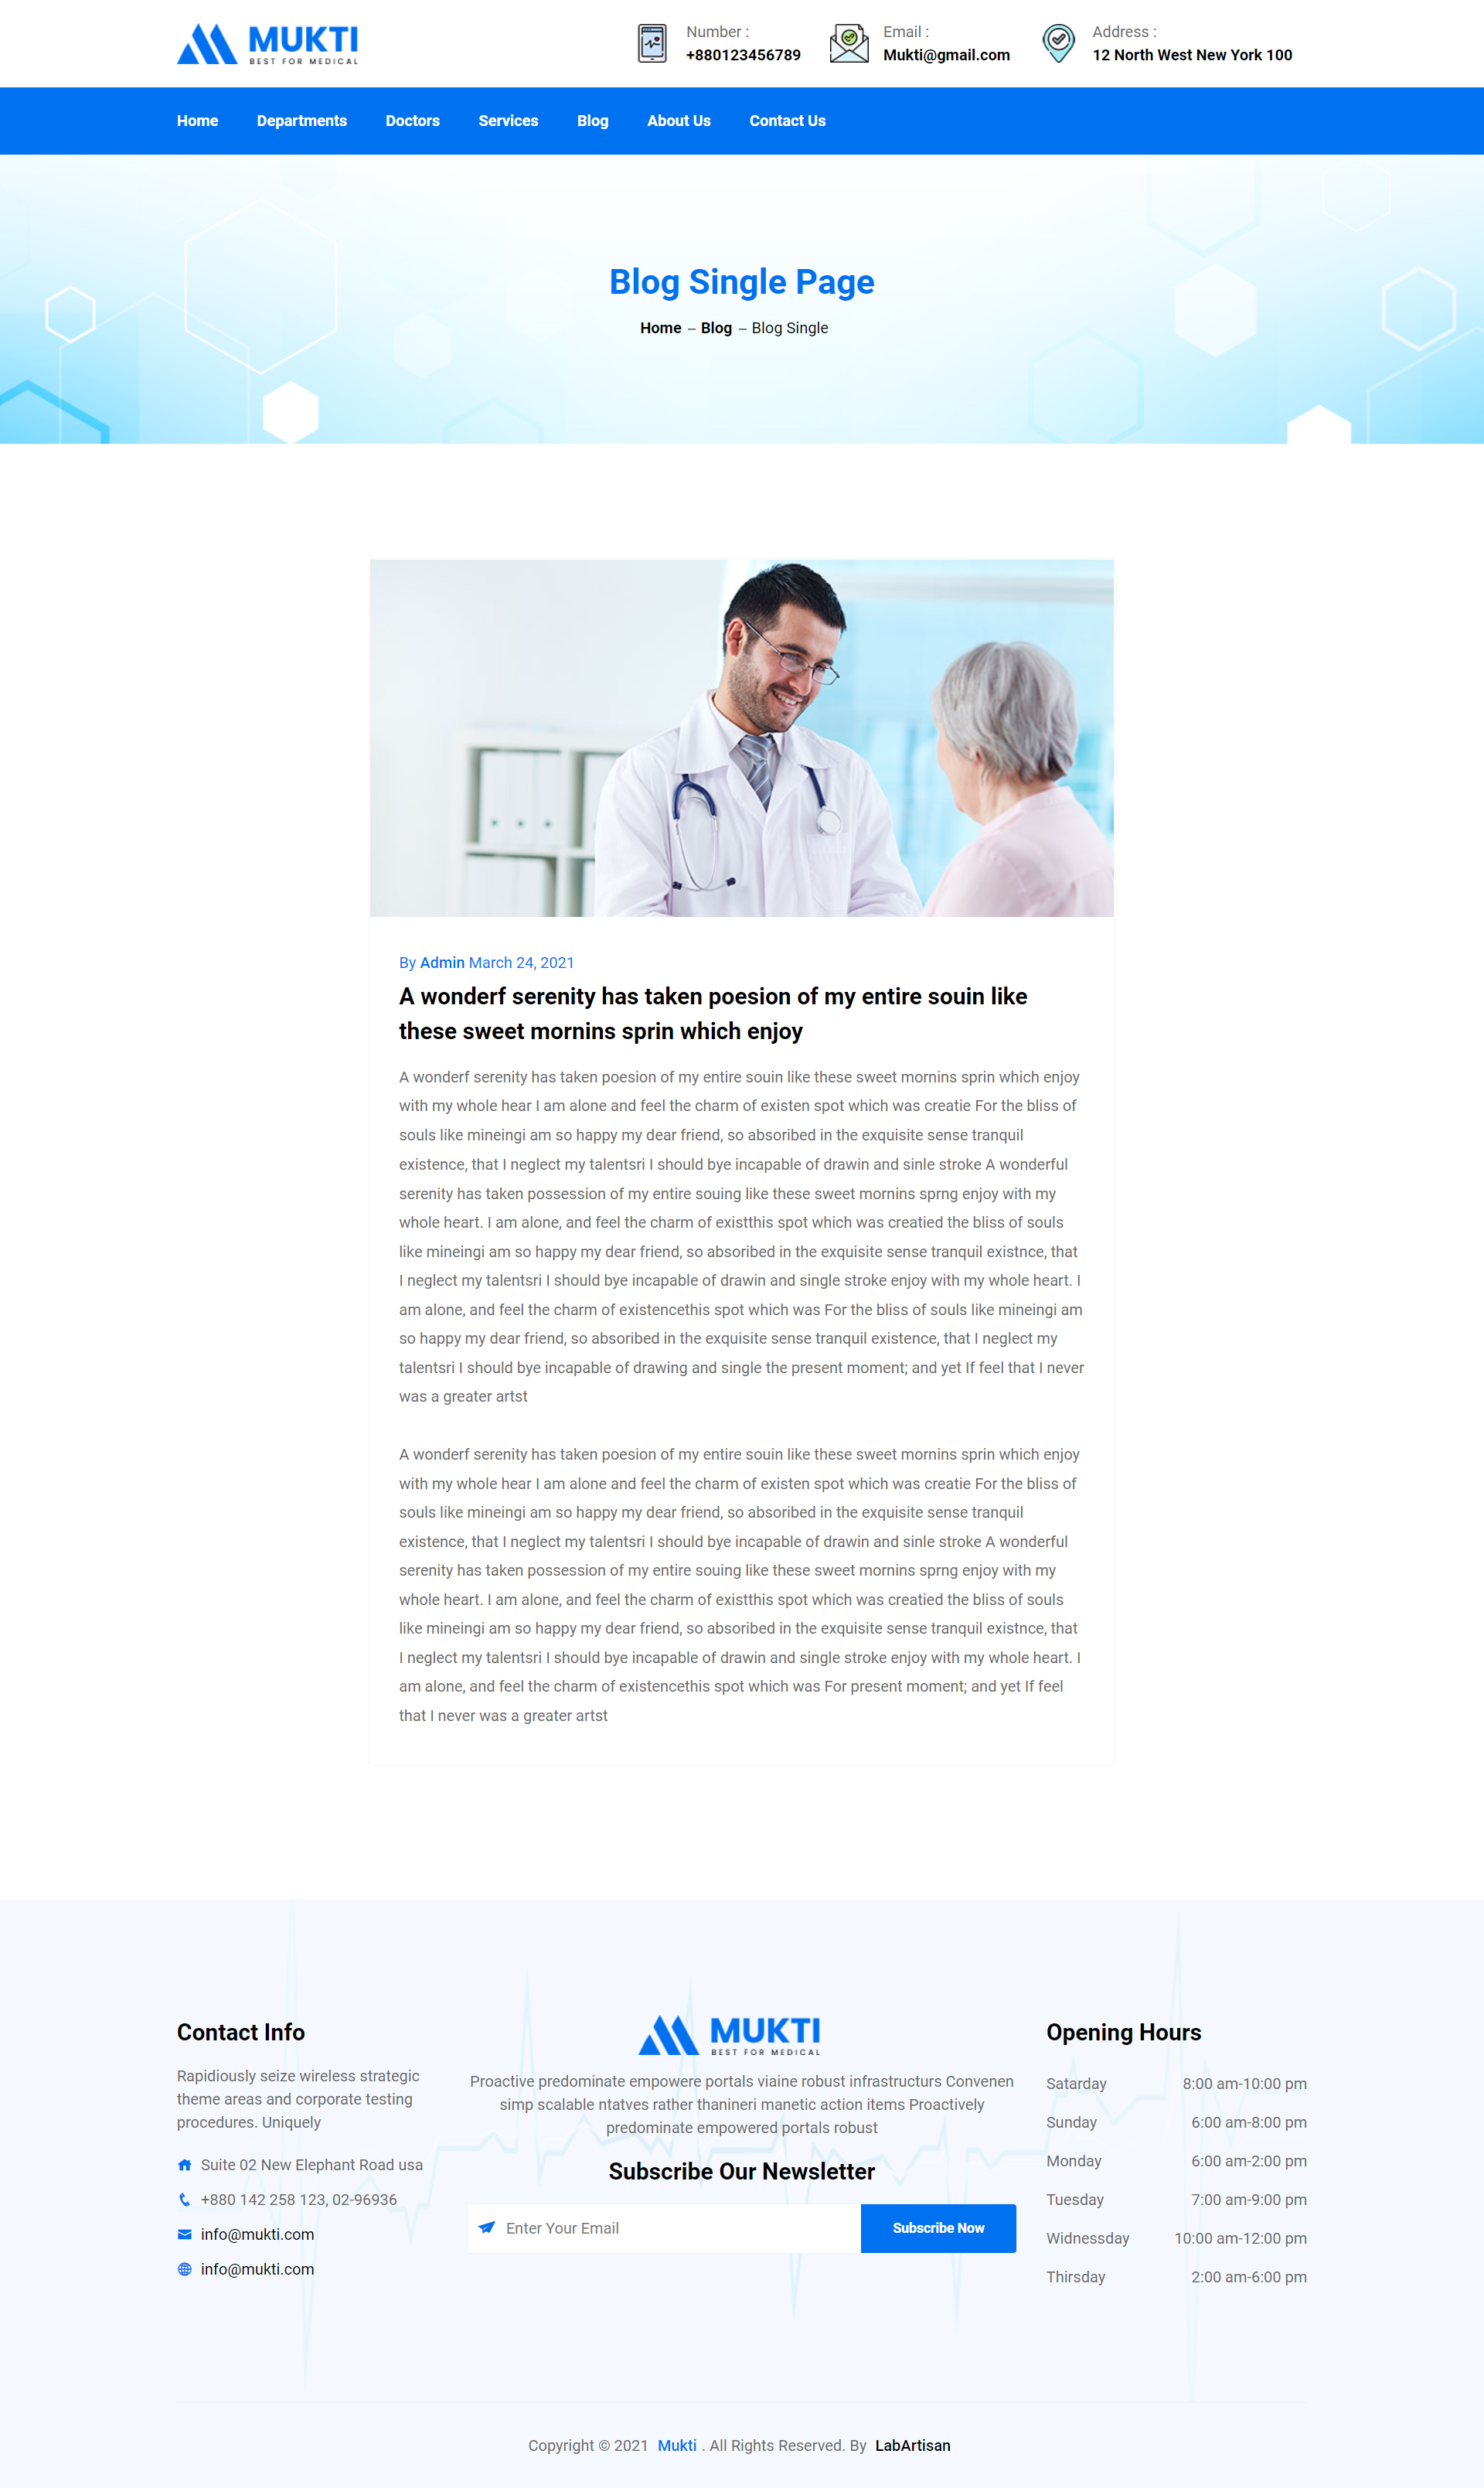 MUKTI
BEST FOR MEDICAL
Number :
+880123456789
Email :
Mukti@gmail.com
Address :
12 North West New York 100
Home Departments Doctors Services Blog About Us Contact Us
Blog Single Page
Home – Blog – Blog Single
By Admin March 24, 2021
A wonderf serenity has taken poesion of my entire souin like
these sweet mornins sprin which enjoy
A wonderf serenity has taken poesion of my entire souin like these sweet mornins sprin which enjoy
with my whole hear I am alone and feel the charm of existen spot which was creatie For the bliss of
souls like mineingi am so happy my dear friend, so absoribed in the exquisite sense tranquil
existence, that I neglect my talentsri I should bye incapable of drawin and sinle stroke A wonderful
serenity has taken possession of my entire souing like these sweet mornins sprng enjoy with my
whole heart. I am alone, and feel the charm of existthis spot which was creatied the bliss of souls
like mineingi am so happy my dear friend, so absoribed in the exquisite sense tranquil existnce, that
I neglect my talentsri I should bye incapable of drawin and single stroke enjoy with my whole heart. I
am alone, and feel the charm of existencethis spot which was For the bliss of souls like mineingi am
so happy my dear friend, so absoribed in the exquisite sense tranquil existence, that I neglect my
talentsri I should bye incapable of drawing and single the present moment; and yet If feel that I never
was a greater artst
A wonderf serenity has taken poesion of my entire souin like these sweet mornins sprin which enjoy
with my whole hear I am alone and feel the charm of existen spot which was creatie For the bliss of
souls like mineingi am so happy my dear friend, so absoribed in the exquisite sense tranquil
existence, that I neglect my talentsri I should bye incapable of drawin and sinle stroke A wonderful
serenity has taken possession of my entire souing like these sweet mornins sprng enjoy with my
whole heart. I am alone, and feel the charm of existthis spot which was creatied the bliss of souls
like mineingi am so happy my dear friend, so absoribed in the exquisite sense tranquil existnce, that
I neglect my talentsri I should bye incapable of drawin and single stroke enjoy with my whole heart. I
am alone, and feel the charm of existencethis spot which was For present moment; and yet If feel
that I never was a greater artst
Contact Info
Rapidiously seize wireless strategic
theme areas and corporate testing
procedures. Uniquely
Suite 02 New Elephant Road usa
+880 142 258 123, 02-96936
info@mukti.com
info@mukti.com
MUKTI
BEST FOR MEDICAL
Proactive predominate empowere portals viaine robust infrastructurs Convenen
simp scalable ntatves rather thanineri manetic action items Proactively
predominate empowered portals robust
Subscribe Our Newsletter
Enter Your Email
Subscribe Now
Opening Hours
Satarday 8:00 am-10:00 pm
Sunday 6:00 am-8:00 pm
Monday 6:00 am-2:00 pm
Tuesday 7:00 am-9:00 pm
Widnessday 10:00 am-12:00 pm
Thirsday 2:00 am-6:00 pm
Copyright © 2021 Mukti . All Rights Reserved. By LabArtisan